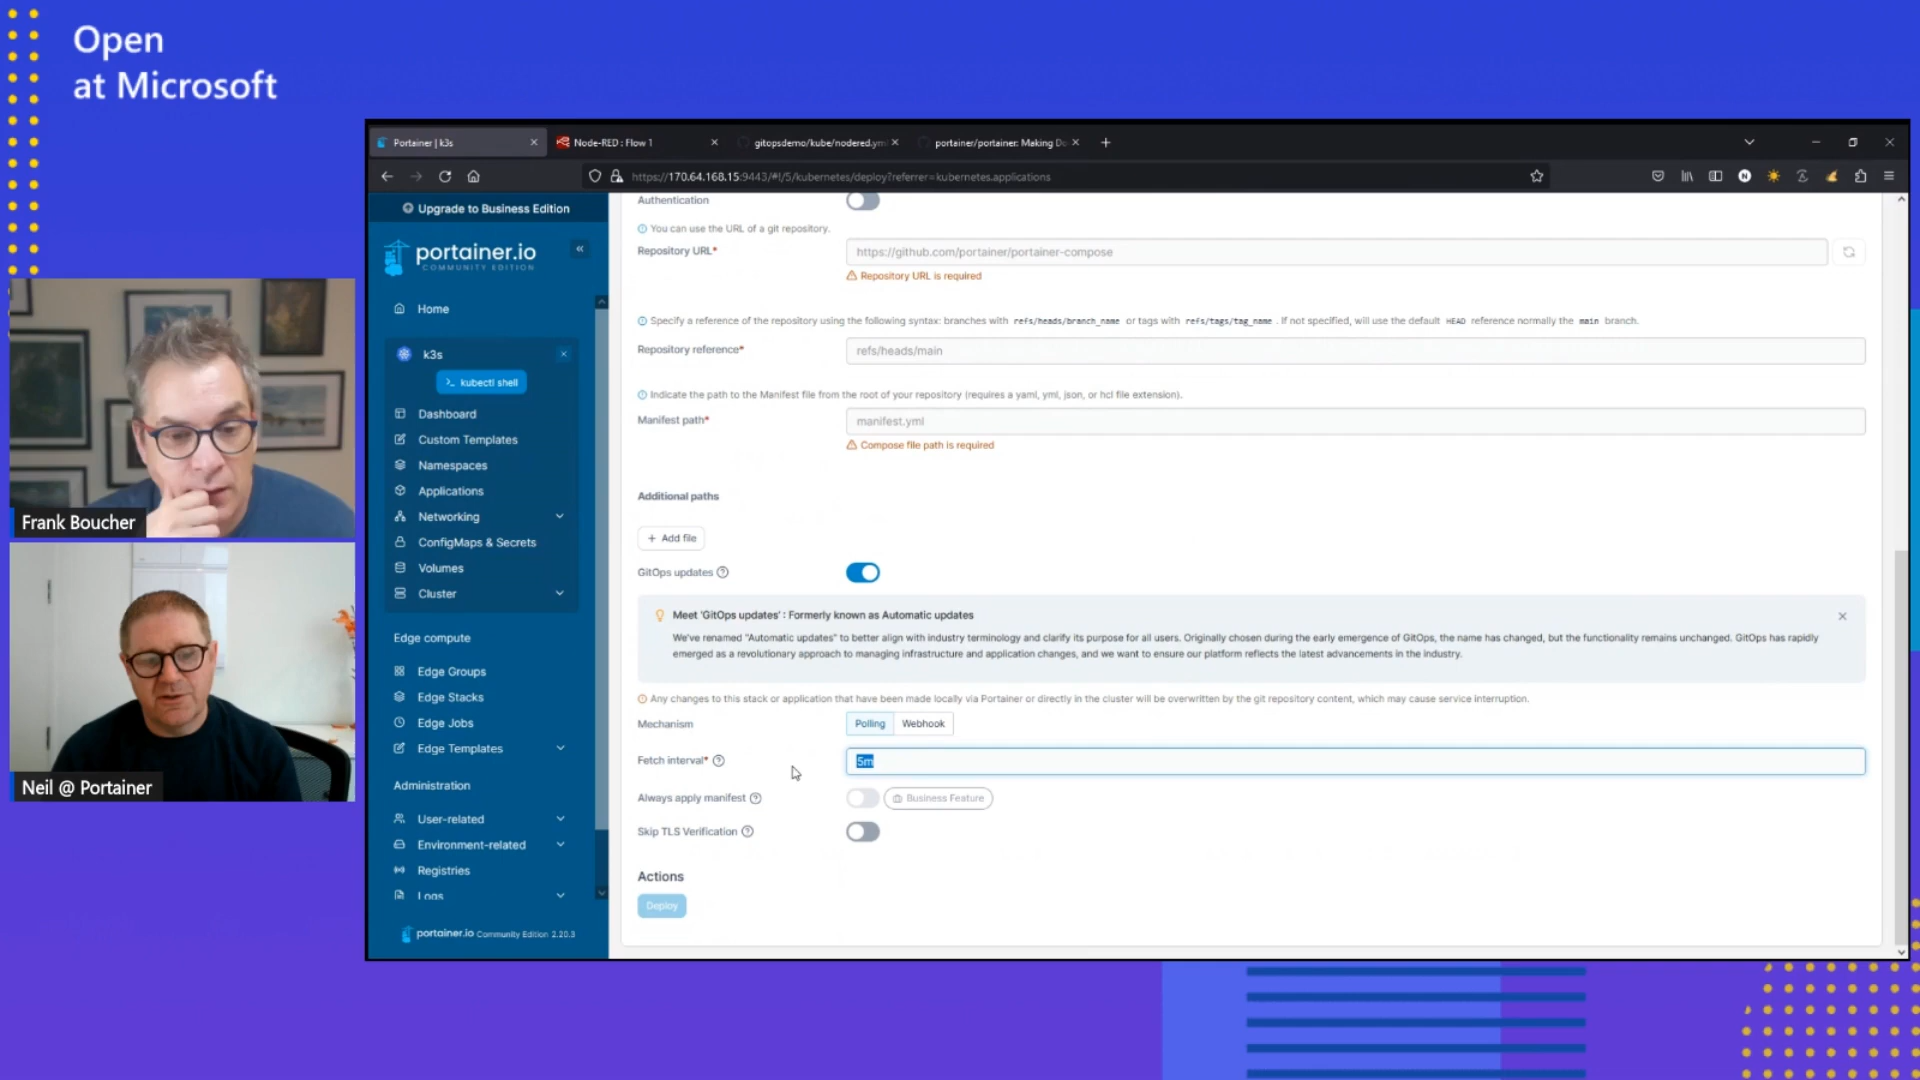 Open
at Microsoft
Portainer | k3s
Node-RED : Flow 1
gitopsdemo/kube/nodered.ym
portainer/portainer: Making Do
https://170.64.168.15:9443/#!/5/kubernetes/deploy?referrer=kubernetes.applications
Upgrade to Business Edition
portainer.io
COMMUNITY EDITION
Home
k3s
>_ kubectl shell
Dashboard
Custom Templates
Namespaces
Applications
Networking
ConfigMaps & Secrets
Volumes
Cluster
Edge compute
Edge Groups
Edge Stacks
Edge Jobs
Edge Templates
Administration
User-related
Environment-related
Registries
Logs
portainer.io Community Edition 2.20.3
Authentication
You can use the URL of a git repository.
Repository URL*
https://github.com/portainer/portainer-compose
Repository URL is required
Specify a reference of the repository using the following syntax: branches with refs/heads/branch_name or tags with refs/tags/tag_name . If not specified, will use the default HEAD reference normally the main branch.
Repository reference*
refs/heads/main
Indicate the path to the Manifest file from the root of your repository (requires a yaml, yml, json, or hcl file extension).
Manifest path*
manifest.yml
Compose file path is required
Additional paths
+ Add file
GitOps updates
Meet 'GitOps updates' : Formerly known as Automatic updates
We've renamed "Automatic updates" to better align with industry terminology and clarify its purpose for all users. Originally chosen during the early emergence of GitOps, the name has changed, but the functionality remains unchanged. GitOps has rapidly
emerged as a revolutionary approach to managing infrastructure and application changes, and we want to ensure our platform reflects the latest advancements in the industry.
Any changes to this stack or application that have been made locally via Portainer or directly in the cluster will be overwritten by the git repository content, which may cause service interruption.
Mechanism
Polling
Webhook
Fetch interval*
5m
Always apply manifest
Business Feature
Skip TLS Verification
Actions
Deploy
Frank Boucher
Neil @ Portainer